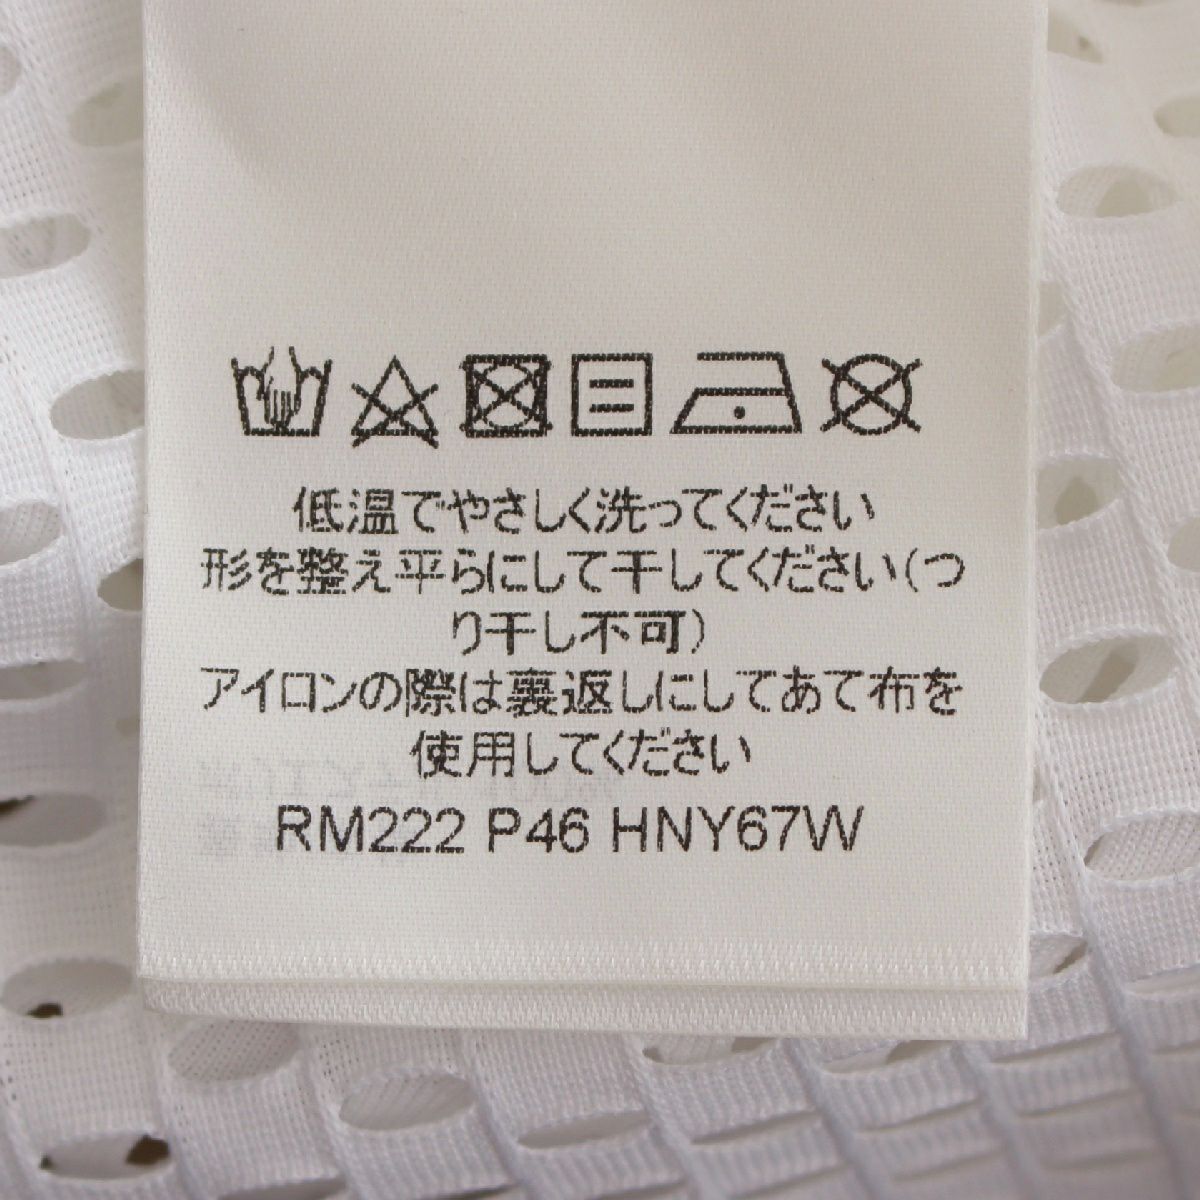 低温でやさしく洗ってください
形を整え平らにして干してください(つ
り干し不可)
アイロンの際は裏返しにしてあて布を
使用してください
RM222 P46 HNY67W